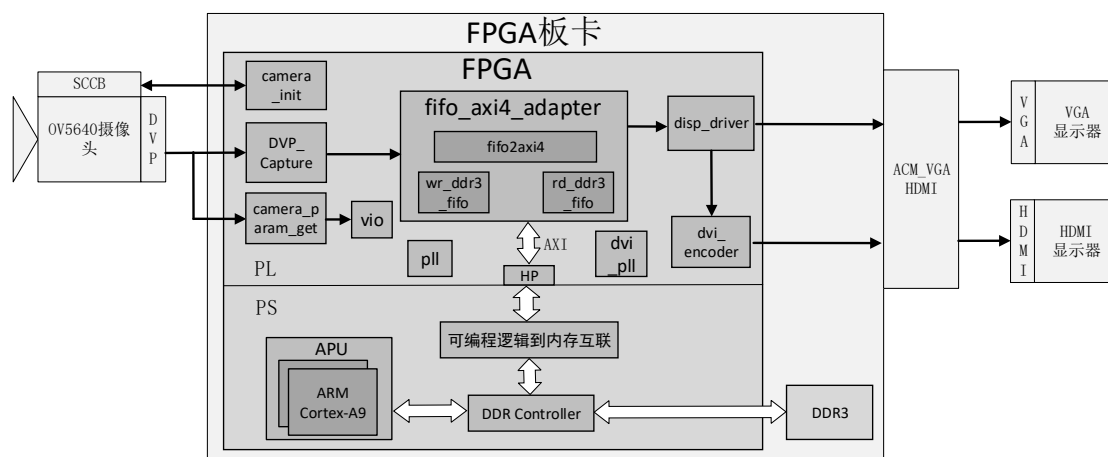 FPGA板卡
FPGA
SCCB
OV5640摄像
头
DVP
camera
_init
DVP_
Capture
camera_p
aram_get
vio
fifo_axi4_adapter
fifo2axi4
wr_ddr3
_fifo
rd_ddr3
_fifo
disp_driver
dvi_
encoder
pll
dvi
_pll
AXI
HP
PL
PS
ACM_VGA
HDMI
VGA
VGA
显示器
HDMI
HDMI
显示器
可编程逻辑到内存互联
APU
ARM
Cortex-A9
DDR Controller
DDR3